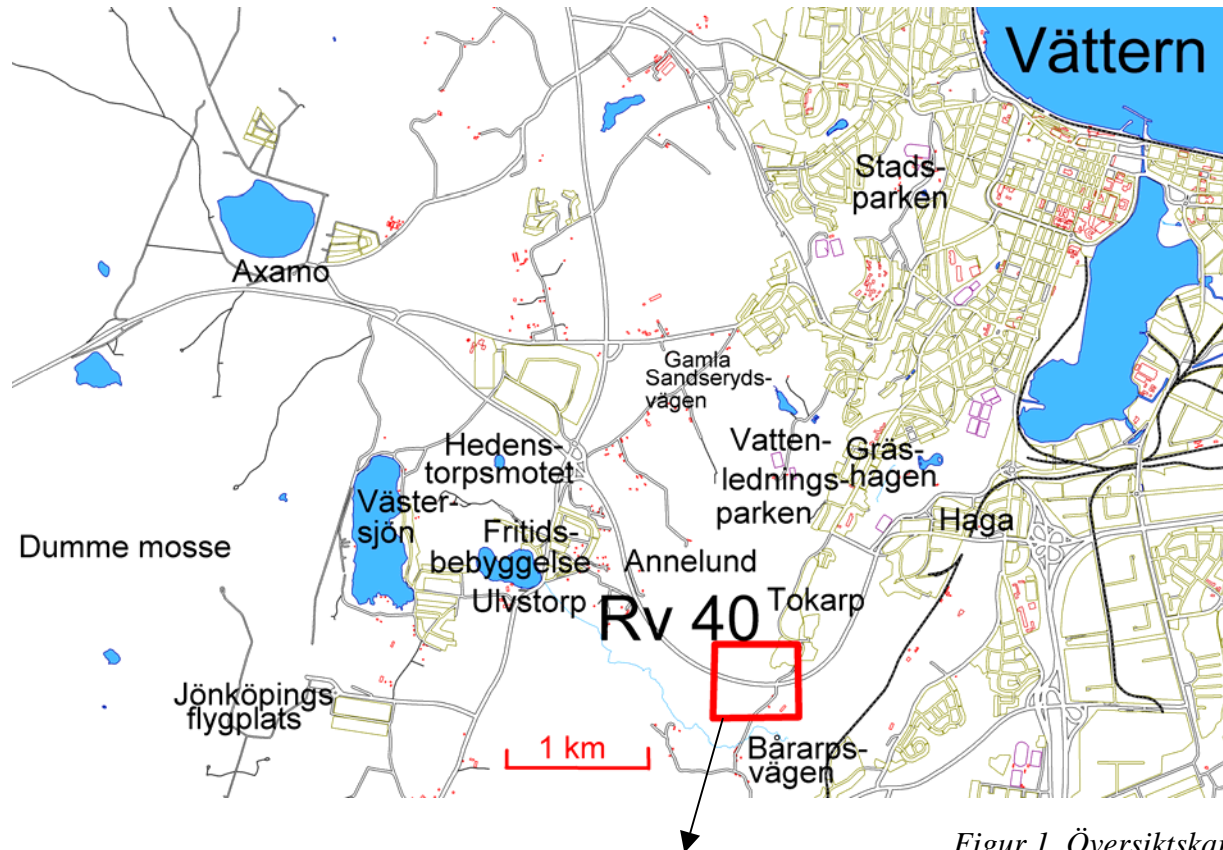 Vättern
Stads-
parken
Axamo
Gamla
Sandseryds-
vägen
Hedens-
torpsmotet
Vatten-
lednings-
parken
Gräs-
hagen
Väster-
sjön
Haga
Dumme mosse
Fritids-
bebyggelse
Annelund
Ulvstorp
Rv 40
Tokarp
Jönköpings
flygplats
1 km
Bårarps-
vägen
Figur 1. Översiktskar